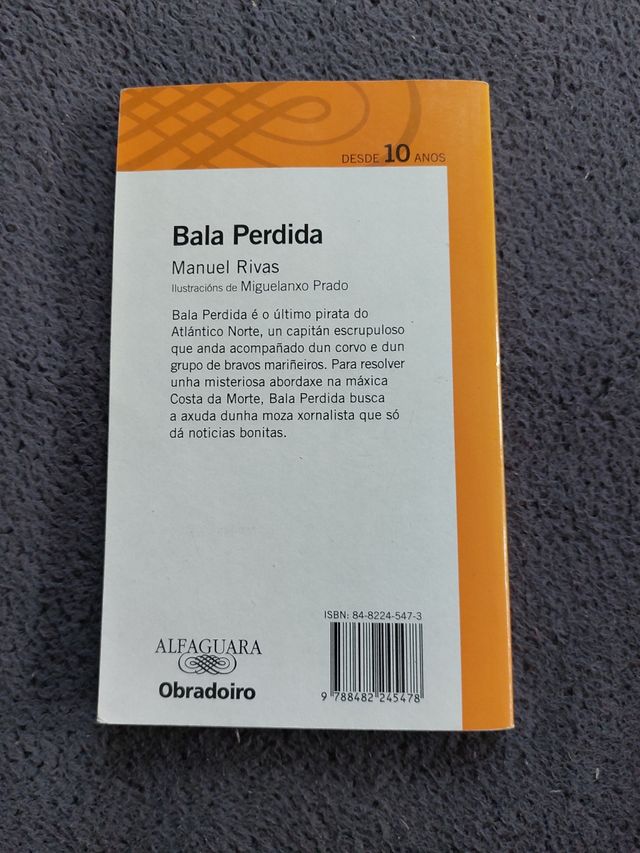 DESDE 10 ANOS
Bala Perdida
Manuel Rivas
Ilustracións de Miguelanxo Prado
Bala Perdida é o último pirata do
Atlántico Norte, un capitán escrupuloso
que anda acompañado dun corvo e dun
grupo de bravos mariñeiros. Para resolver
unha misteriosa abordaxe na máxica
Costa da Morte, Bala Perdida busca
a axuda dunha moza xornalista que só
dá noticias bonitas.
ISBN: 84-8224-547-3
ALFAGUARA
Obradoiro
9 788482 245478